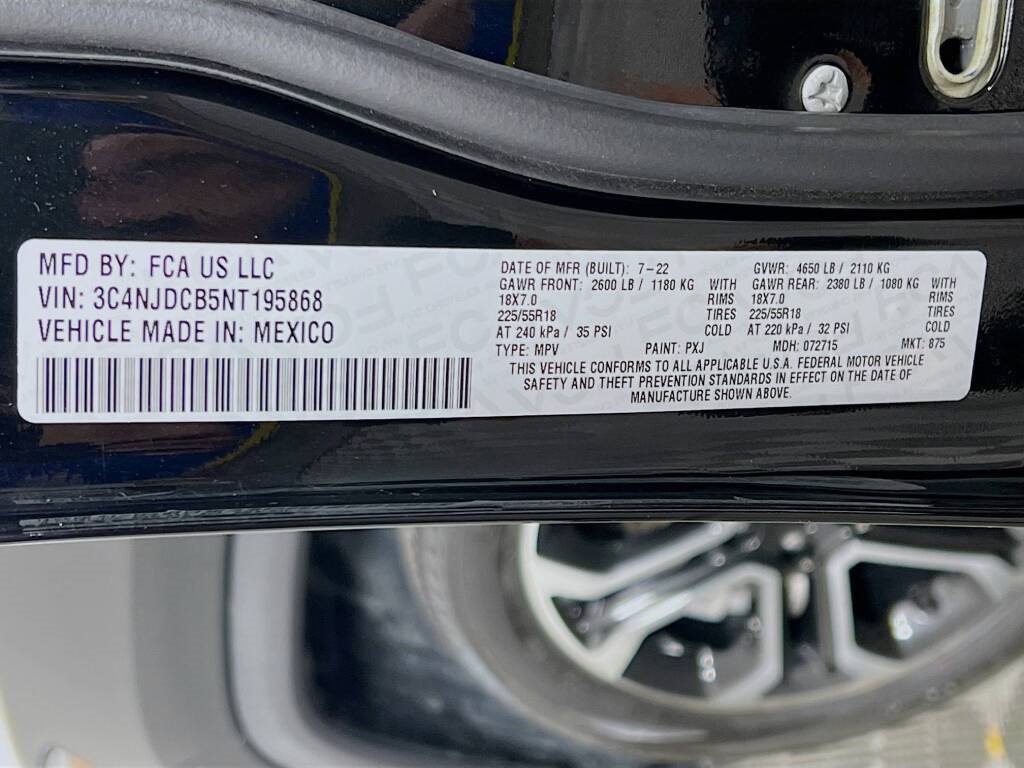 MFD BY: FCA US LLC
VIN: 3C4NJDCB5NT195868
VEHICLE MADE IN: MEXICO
DATE OF MFR (BUILT): 7-22 GVWR: 4650 LB / 2110 KG
GAWR FRONT: 2600 LB / 1180 KG WITH GAWR REAR: 2380 LB / 1080 KG WITH
18X7.0 RIMS 18X7.0 RINS
225/55R18 TIRES 225/55R18 TIRES
AT 240 kPa / 35 PSI COLD AT 220 kPa / 32 PSI COLD
TYPE: MPV PAINT: PXJ MDH: 072715 MKT: 875
THIS VEHICLE CONFORMS TO ALL APPLICABLE U.S.A. FEDERAL MOTOR VEHICLE
SAFETY AND THEFT PREVENTION STANDARDS IN EFFECT ON THE DATE OF
MANUFACTURE SHOWN ABOVE.